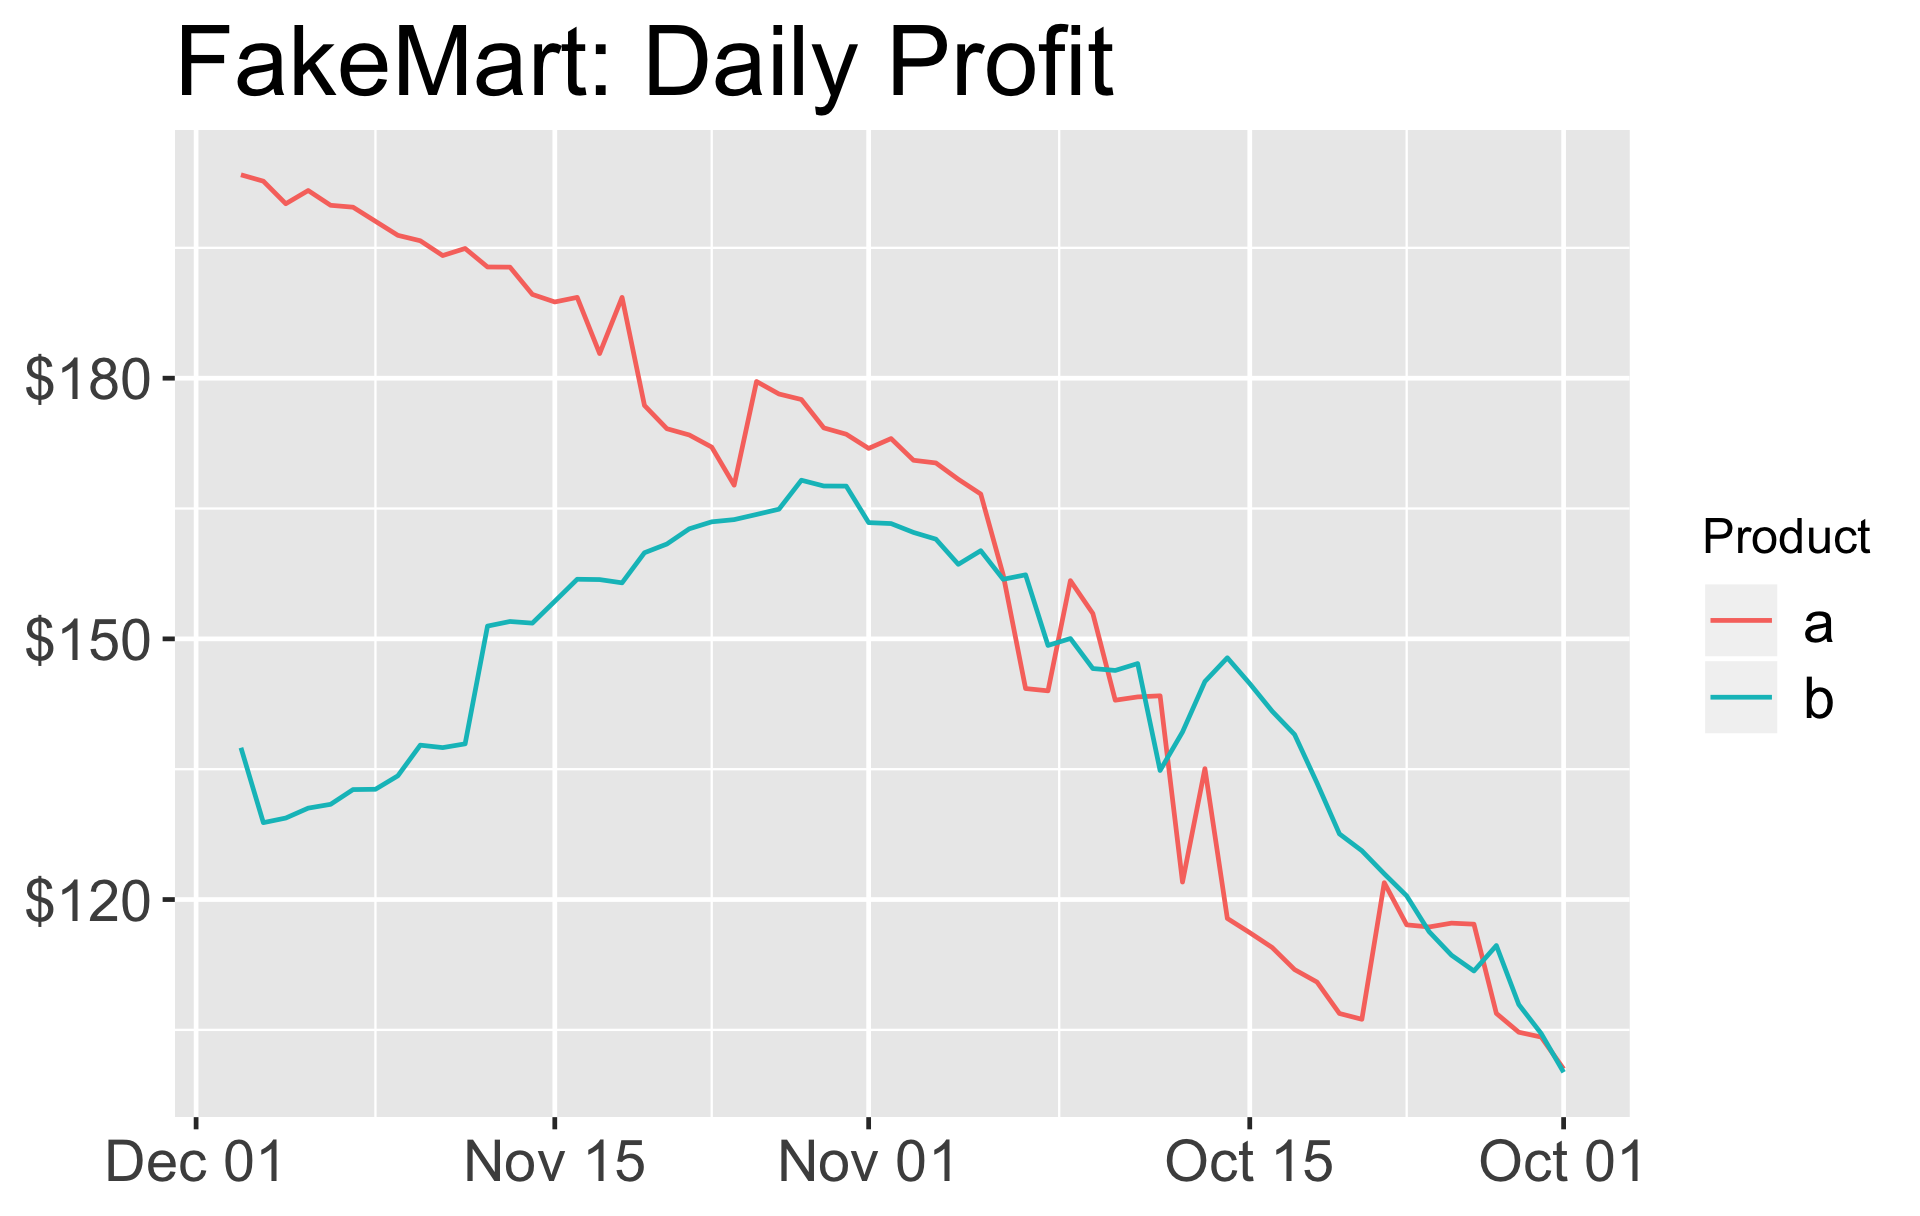 FakeMart: Daily Profit
$180
$150
$120
Dec 01
Nov 15
Nov 01
Oct 15
Oct 01
Product
a
b